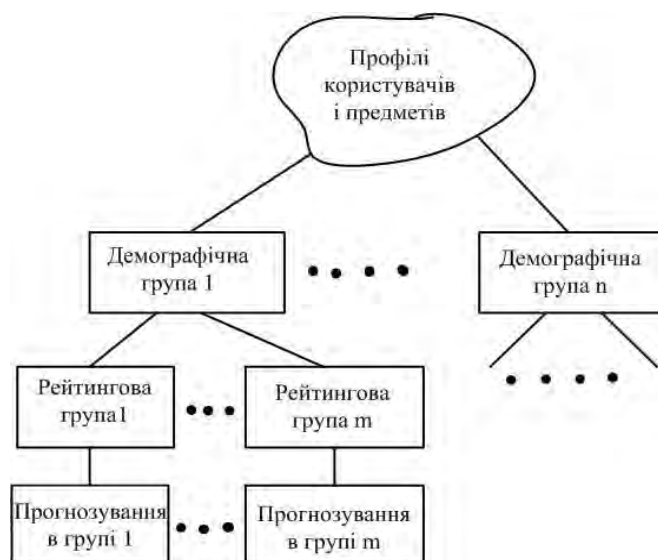 Профілі
користувачів
і предметів
Демографічна
група 1
Демографічна
група n
Рейтингова
група1
Рейтингова
група m
Прогнозування
в групі 1
Прогнозування
в групі m